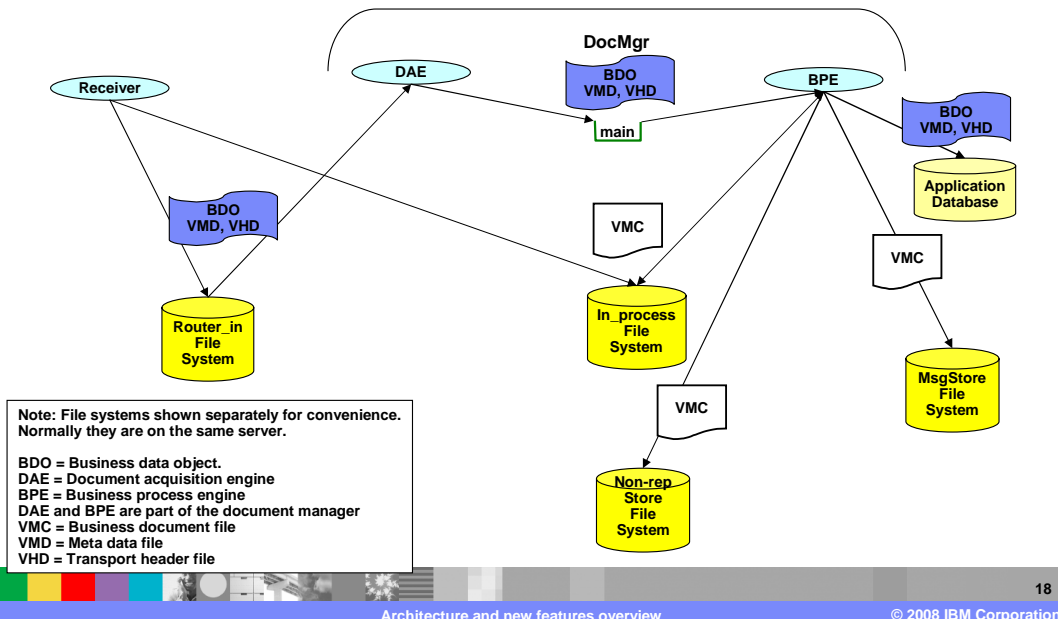 DocMgr
Receiver
DAE
BDO
VMD, VHD
BPE
BDO
VMD, VHD
main
Application
Database
BDO
VMD, VHD
VMC
VMC
Router_in
File
System
In_process
File
System
MsgStore
File
System
VMC
Non-rep
Store
File
System
Note: File systems shown separately for convenience.
Normally they are on the same server.
BDO = Business data object.
DAE = Document acquisition engine
BPE = Business process engine
DAE and BPE are part of the document manager
VMC = Business document file
VMD = Meta data file
VHD = Transport header file
18
Architecture and new features overview
© 2008 IBM Corporation